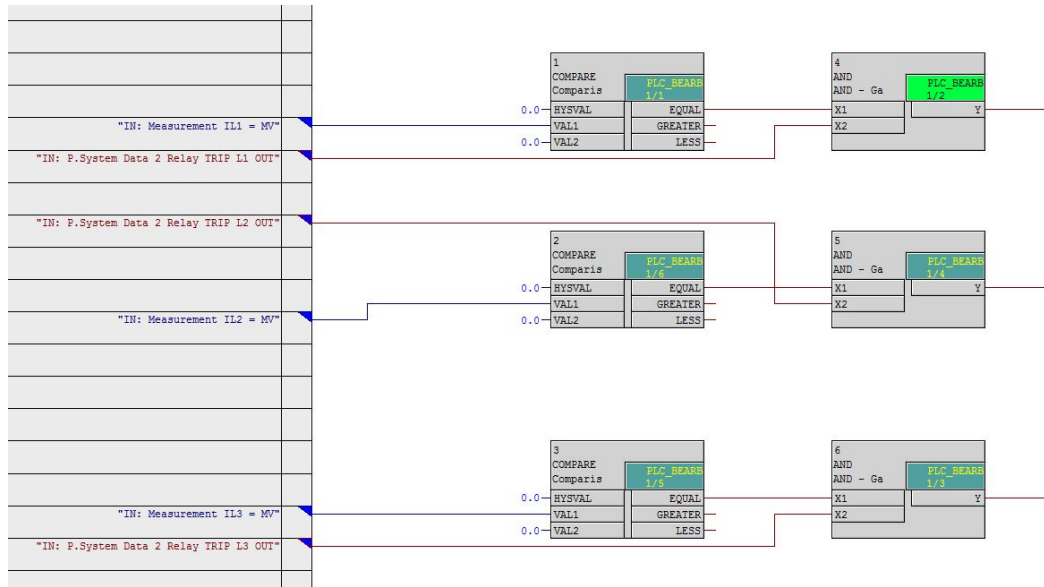 "IN: Measurement IL1 = MV"
"IN: P.System Data 2 Relay TRIP L1 OUT"
"IN: P.System Data 2 Relay TRIP L2 OUT"
"IN: Measurement IL2 = MV"
"IN: Measurement IL3 = MV"
"IN: P.System Data 2 Relay TRIP L3 OUT"
1
COMPARE
Comparis
PLC_BEARB
1/1
0.0 HYSVAL EQUAL
VAL1 GREATER
0.0 VAL2 LESS
4
AND
AND - Ga
PLC_BEARB
1/2
X1 Y
X2
2
COMPARE
Comparis
PLC_BEARB
1/6
0.0 HYSVAL EQUAL
VAL1 GREATER
0.0 VAL2 LESS
5
AND
AND - Ga
PLC_BEARB
1/4
X1 Y
X2
3
COMPARE
Comparis
PLC_BEARB
1/5
0.0 HYSVAL EQUAL
VAL1 GREATER
0.0 VAL2 LESS
6
AND
AND - Ga
PLC_BEARB
1/3
X1 Y
X2